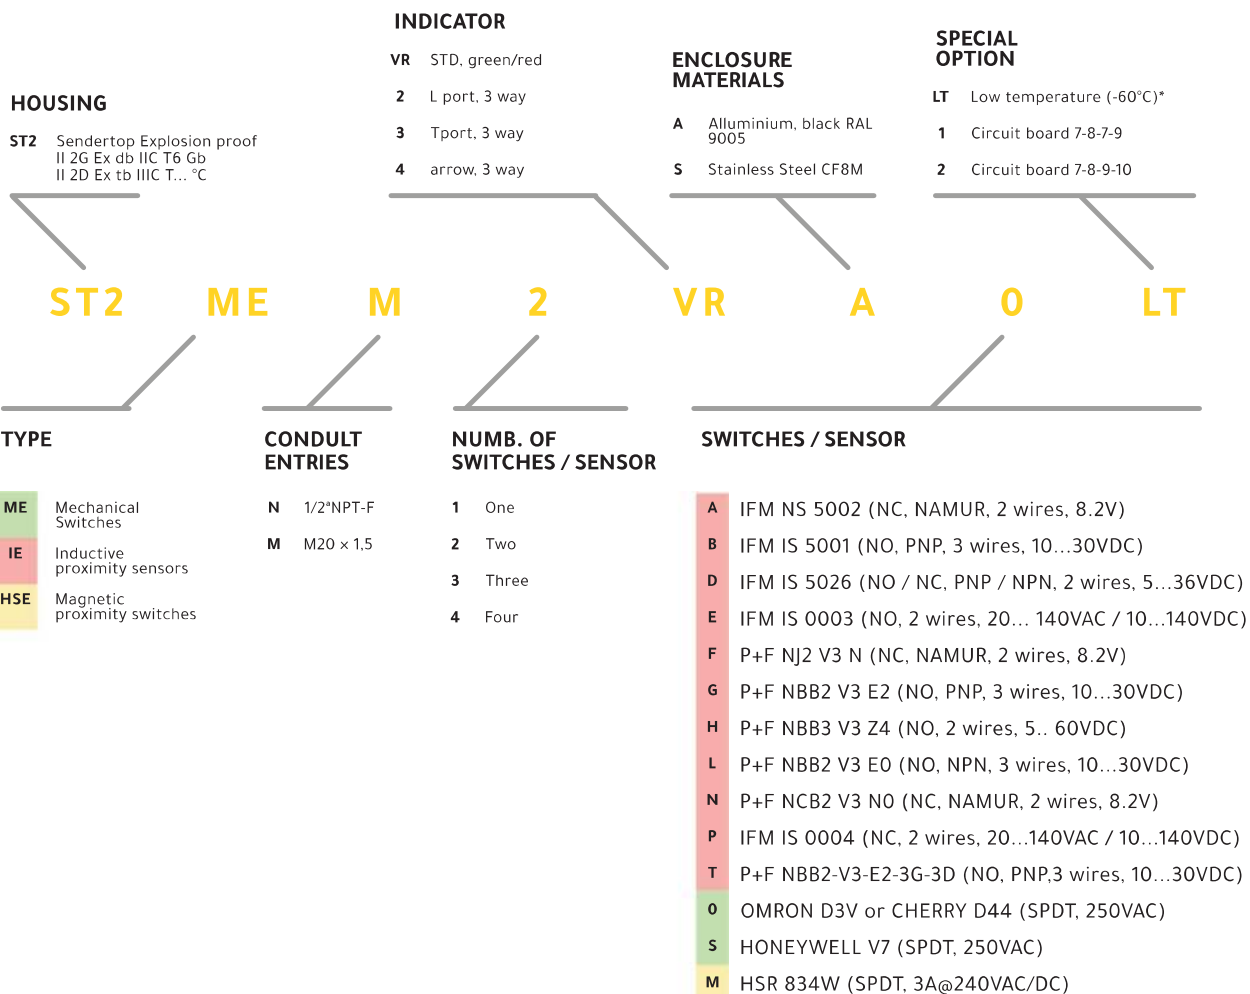 HOUSING
ST2 Sendertop Explosion proof
II 2G Ex db IIC T6 Gb
II 2D Ex tb IIIC T... °C
INDICATOR
VR STD, green/red
2 L port, 3 way
3 Tport, 3 way
4 arrow, 3 way
ENCLOSURE
MATERIALS
A Alluminium, black RAL
9005
S Stainless Steel CF8M
SPECIAL
OPTION
LT Low temperature (-60°C)*
1 Circuit board 7-8-7-9
2 Circuit board 7-8-9-10
ST2 ME M 2 VR A 0 LT
TYPE
ME Mechanical
Switches
IE Inductive
proximity sensors
HSE Magnetic
proximity switches
CONDULT
ENTRIES
N 1/2ªNPT-F
M M20 × 1,5
NUMB. OF
SWITCHES / SENSOR
1 One
2 Two
3 Three
4 Four
SWITCHES / SENSOR
A IFM NS 5002 (NC, NAMUR, 2 wires, 8.2V)
B IFM IS 5001 (NO, PNP, 3 wires, 10...30VDC)
D IFM IS 5026 (NO / NC, PNP / NPN, 2 wires, 5...36VDC)
E IFM IS 0003 (NO, 2 wires, 20... 140VAC / 10...140VDC)
F P+F NJ2 V3 N (NC, NAMUR, 2 wires, 8.2V)
G P+F NBB2 V3 E2 (NO, PNP, 3 wires, 10...30VDC)
H P+F NBB3 V3 Z4 (NO, 2 wires, 5.. 60VDC)
L P+F NBB2 V3 E0 (NO, NPN, 3 wires, 10...30VDC)
N P+F NCB2 V3 N0 (NC, NAMUR, 2 wires, 8.2V)
P IFM IS 0004 (NC, 2 wires, 20...140VAC / 10...140VDC)
T P+F NBB2-V3-E2-3G-3D (NO, PNP,3 wires, 10...30VDC)
0 OMRON D3V or CHERRY D44 (SPDT, 250VAC)
S HONEYWELL V7 (SPDT, 250VAC)
M HSR 834W (SPDT, 3A@240VAC/DC)